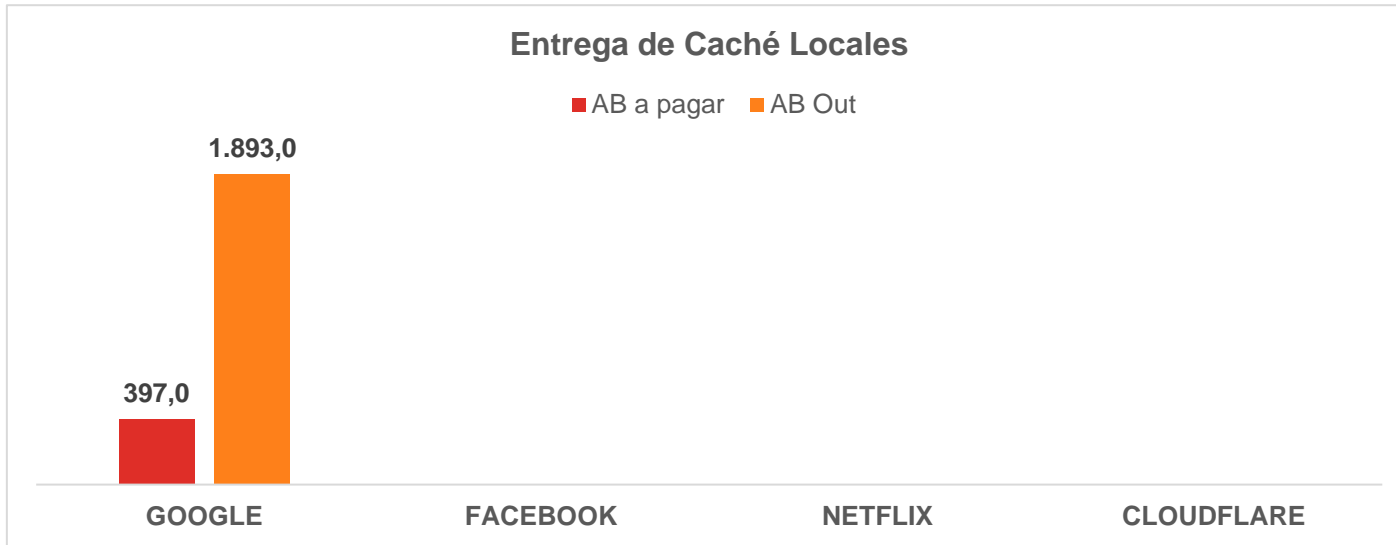 Entrega de Caché Locales
AB a pagar AB Out
1.893,0
397,0
GOOGLE FACEBOOK NETFLIX CLOUDFLARE